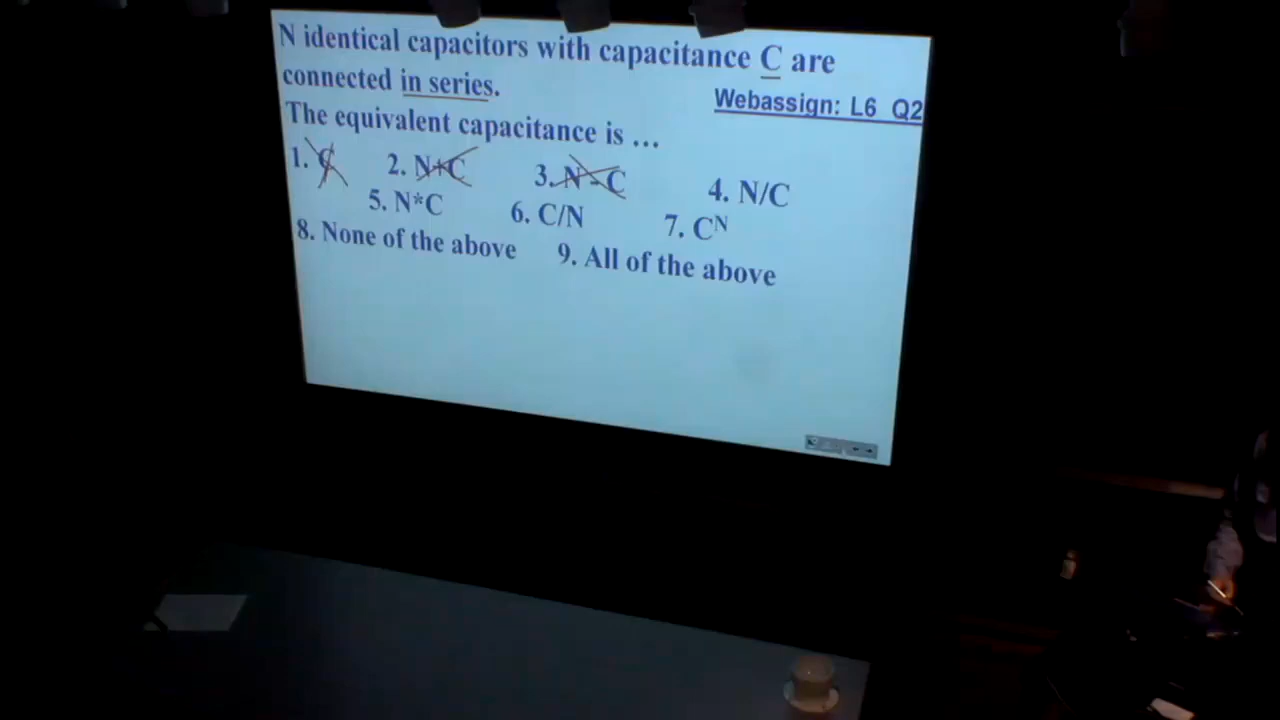 N identical capacitors with capacitance C are
connected in series.
Webassign: L6 Q2
The equivalent capacitance is ...
1. C 2. N+C 3. N-C 4. N/C
5. N*C 6. C/N 7. Cᴺ
8. None of the above 9. All of the above